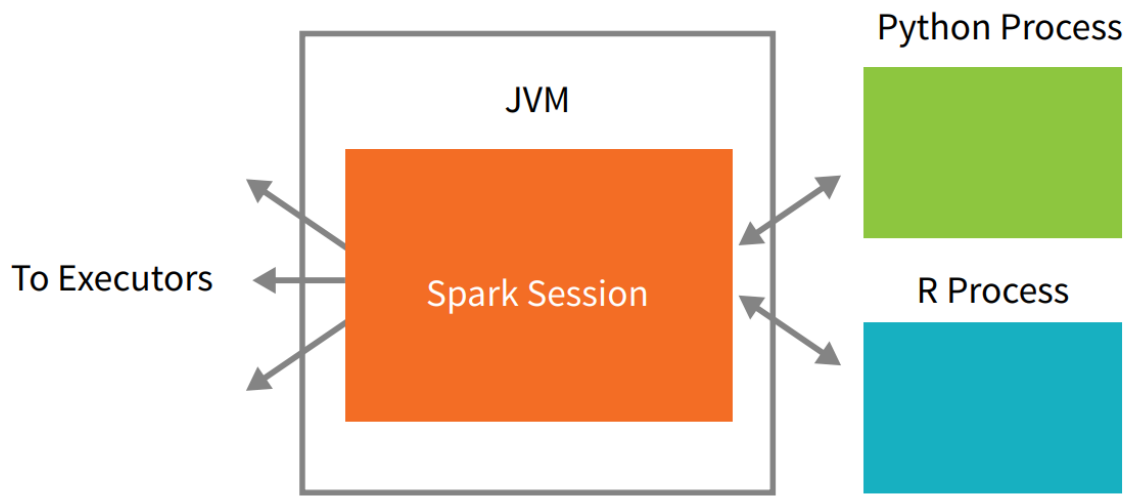 Python Process
JVM
To Executors
Spark Session
R Process